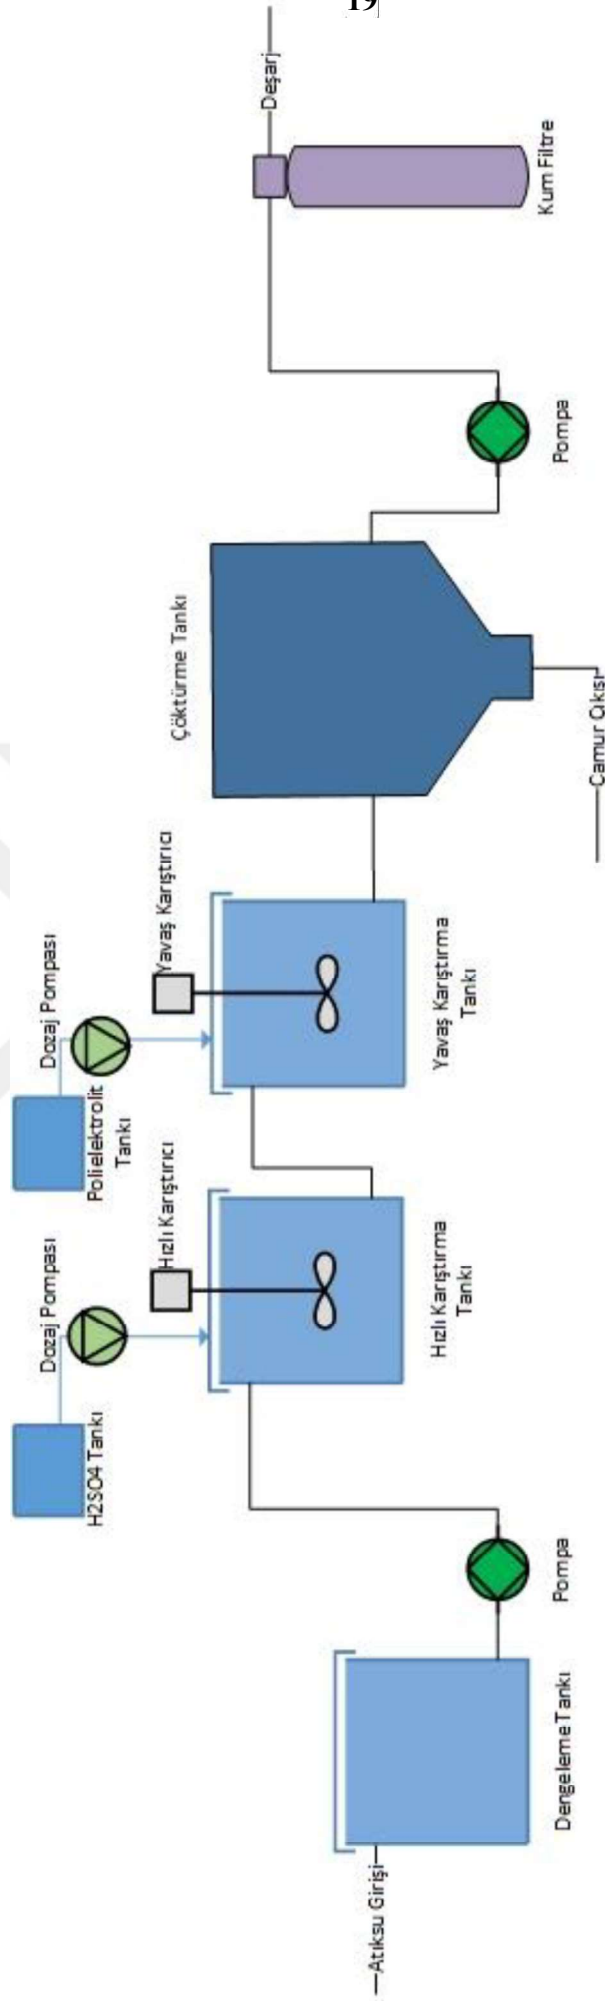 19
H2SO4 Tankı
Dozaj Pompası
Polielektrolit
Tankı
Dozaj Pompası
Hızlı Karıştırıcı
Yavaş Karıştırıcı
Çöktürme Tankı
Deşarj
Atıksu Girişi
Dengeleme Tankı
Pompa
Hızlı Karıştırma
Tankı
Yavaş Karıştırma
Tankı
Çamur Çıkışı
Pompa
Kum Filtre